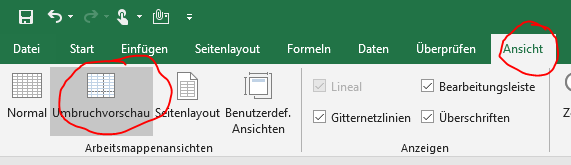 Datei Start Einfügen Seitenlayout Formeln Daten Überprüfen Ansicht
Normal Umbruchvorschau Seitenlayout Benutzerdef.
Ansichten
Lineal Bearbeitungsleiste
Gitternetzlinien Überschriften
Arbeitsmappenansichten Anzeigen